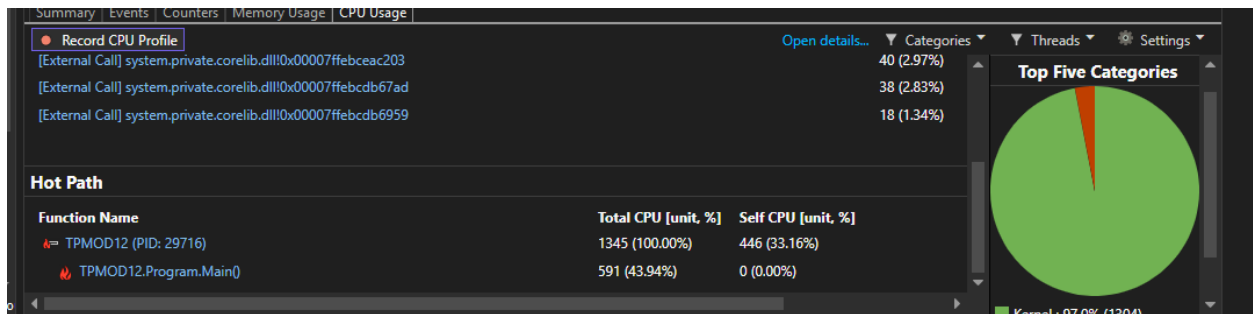 Summary Events Counters Memory Usage CPU Usage
Record CPU Profile Open details... Categories Threads Settings
[External Call] system.private.corelib.dll!0x00007ffebceac203 40 (2.97%)
[External Call] system.private.corelib.dll!0x00007ffebcdb67ad 38 (2.83%)
[External Call] system.private.corelib.dll!0x00007ffebcdb6959 18 (1.34%)
Top Five Categories
Hot Path
Function Name Total CPU [unit, %] Self CPU [unit, %]
TPMOD12 (PID: 29716) 1345 (100.00%) 446 (33.16%)
TPMOD12.Program.Main() 591 (43.94%) 0 (0.00%)
Kernel : 97.0% (1304)